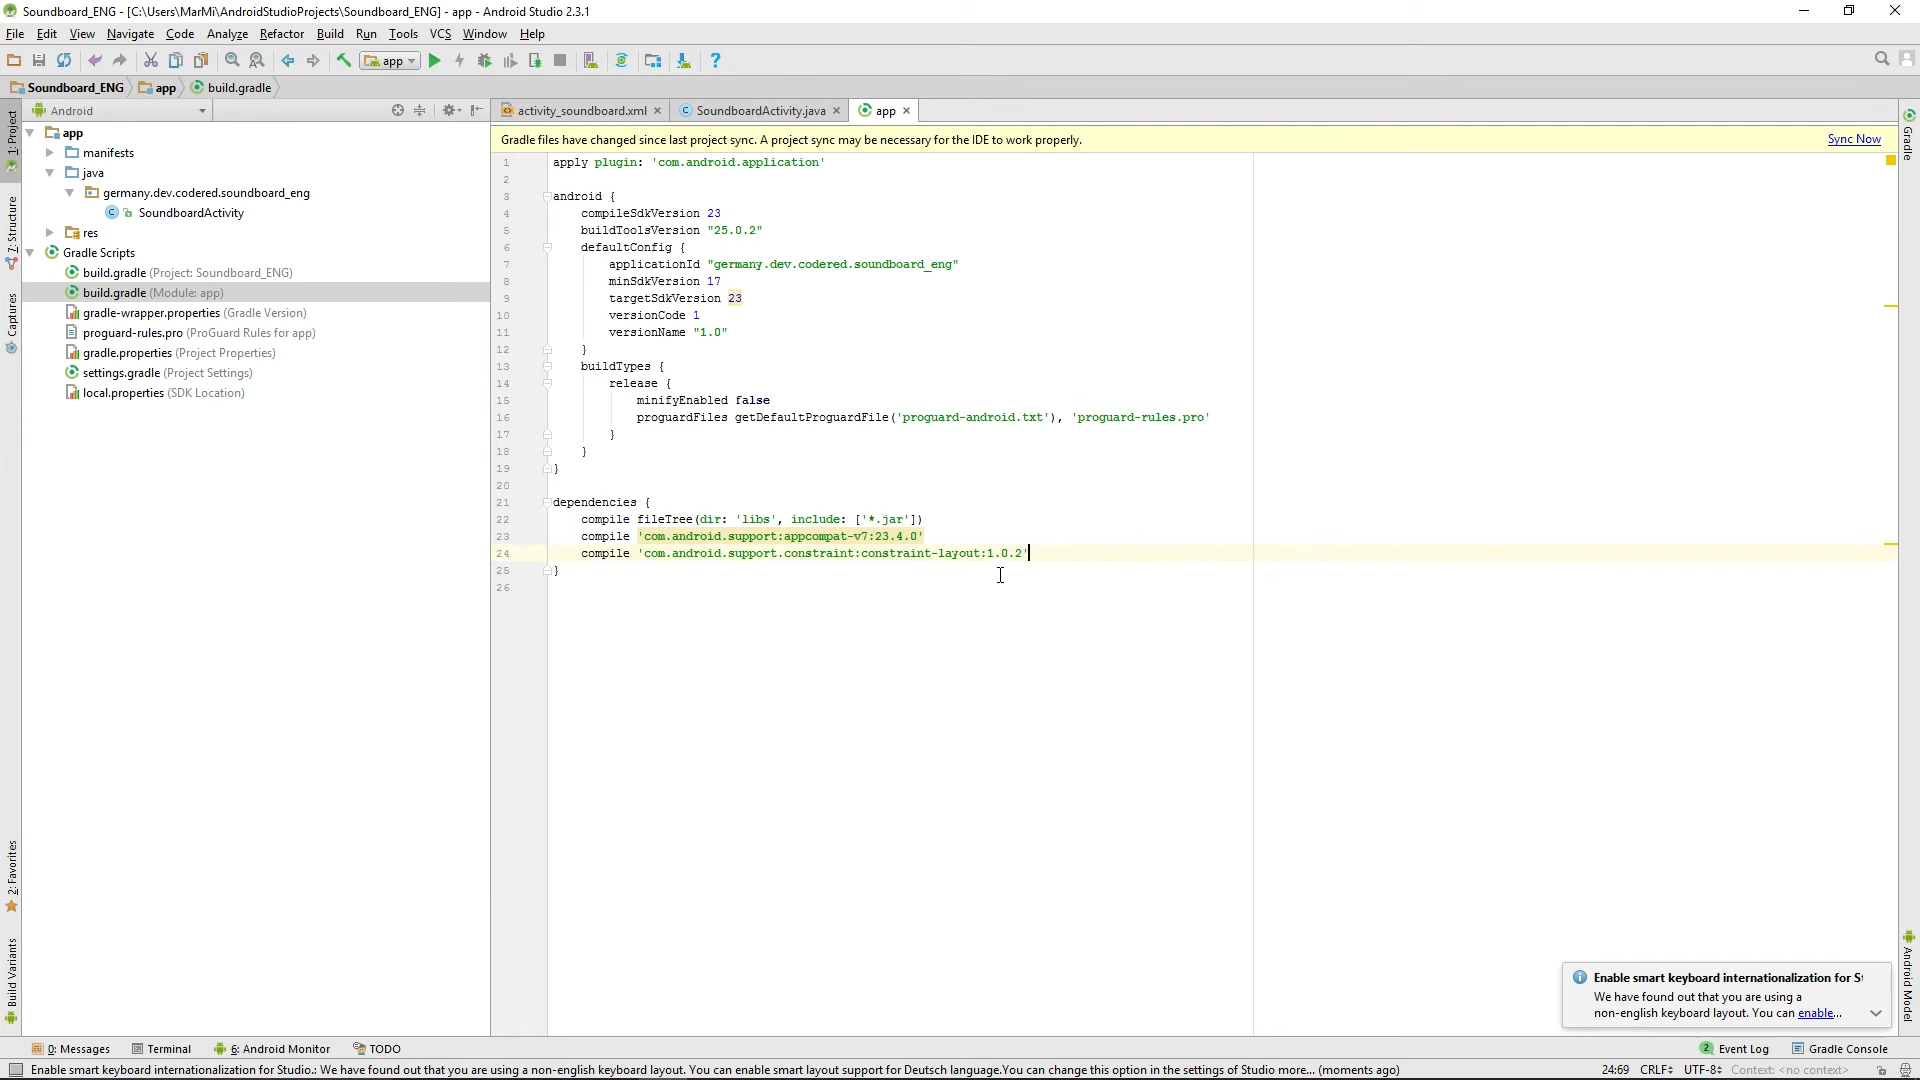 Soundboard_ENG - [C:\Users\MarMi\AndroidStudioProjects\Soundboard_ENG] - app - Android Studio 2.3.1
File Edit View Navigate Code Analyze Refactor Build Run Tools VCS Window Help
app
Soundboard_ENG app build.gradle
Android
activity_soundboard.xml SoundboardActivity.java app
1: Project
7: Structure
Captures
2: Favorites
Build Variants
app
manifests
java
germany.dev.codered.soundboard_eng
SoundboardActivity
res
Gradle Scripts
build.gradle (Project: Soundboard_ENG)
build.gradle (Module: app)
gradle-wrapper.properties (Gradle Version)
proguard-rules.pro (ProGuard Rules for app)
gradle.properties (Project Properties)
settings.gradle (Project Settings)
local.properties (SDK Location)
Gradle files have changed since last project sync. A project sync may be necessary for the IDE to work properly. Sync Now
1 apply plugin: 'com.android.application'
2
3 android {
4 compileSdkVersion 23
5 buildToolsVersion "25.0.2"
6 defaultConfig {
7 applicationId "germany.dev.codered.soundboard_eng"
8 minSdkVersion 17
9 targetSdkVersion 23
10 versionCode 1
11 versionName "1.0"
12 }
13 buildTypes {
14 release {
15 minifyEnabled false
16 proguardFiles getDefaultProguardFile('proguard-android.txt'), 'proguard-rules.pro'
17 }
18 }
19 }
20
21 dependencies {
22 compile fileTree(dir: 'libs', include: ['*.jar'])
23 compile 'com.android.support:appcompat-v7:23.4.0'
24 compile 'com.android.support.constraint:constraint-layout:1.0.2'
25 }
26
Gradle
Android Model
Enable smart keyboard internationalization for St
We have found out that you are using a
non-english keyboard layout. You can enable...
0: Messages Terminal 6: Android Monitor TODO 2 Event Log Gradle Console
Enable smart keyboard internationalization for Studio.: We have found out that you are using a non-english keyboard layout. You can enable smart layout support for Deutsch language.You can change this option in the settings of Studio more... (moments ago) 24:69 CRLF UTF-8 Context: <no context>